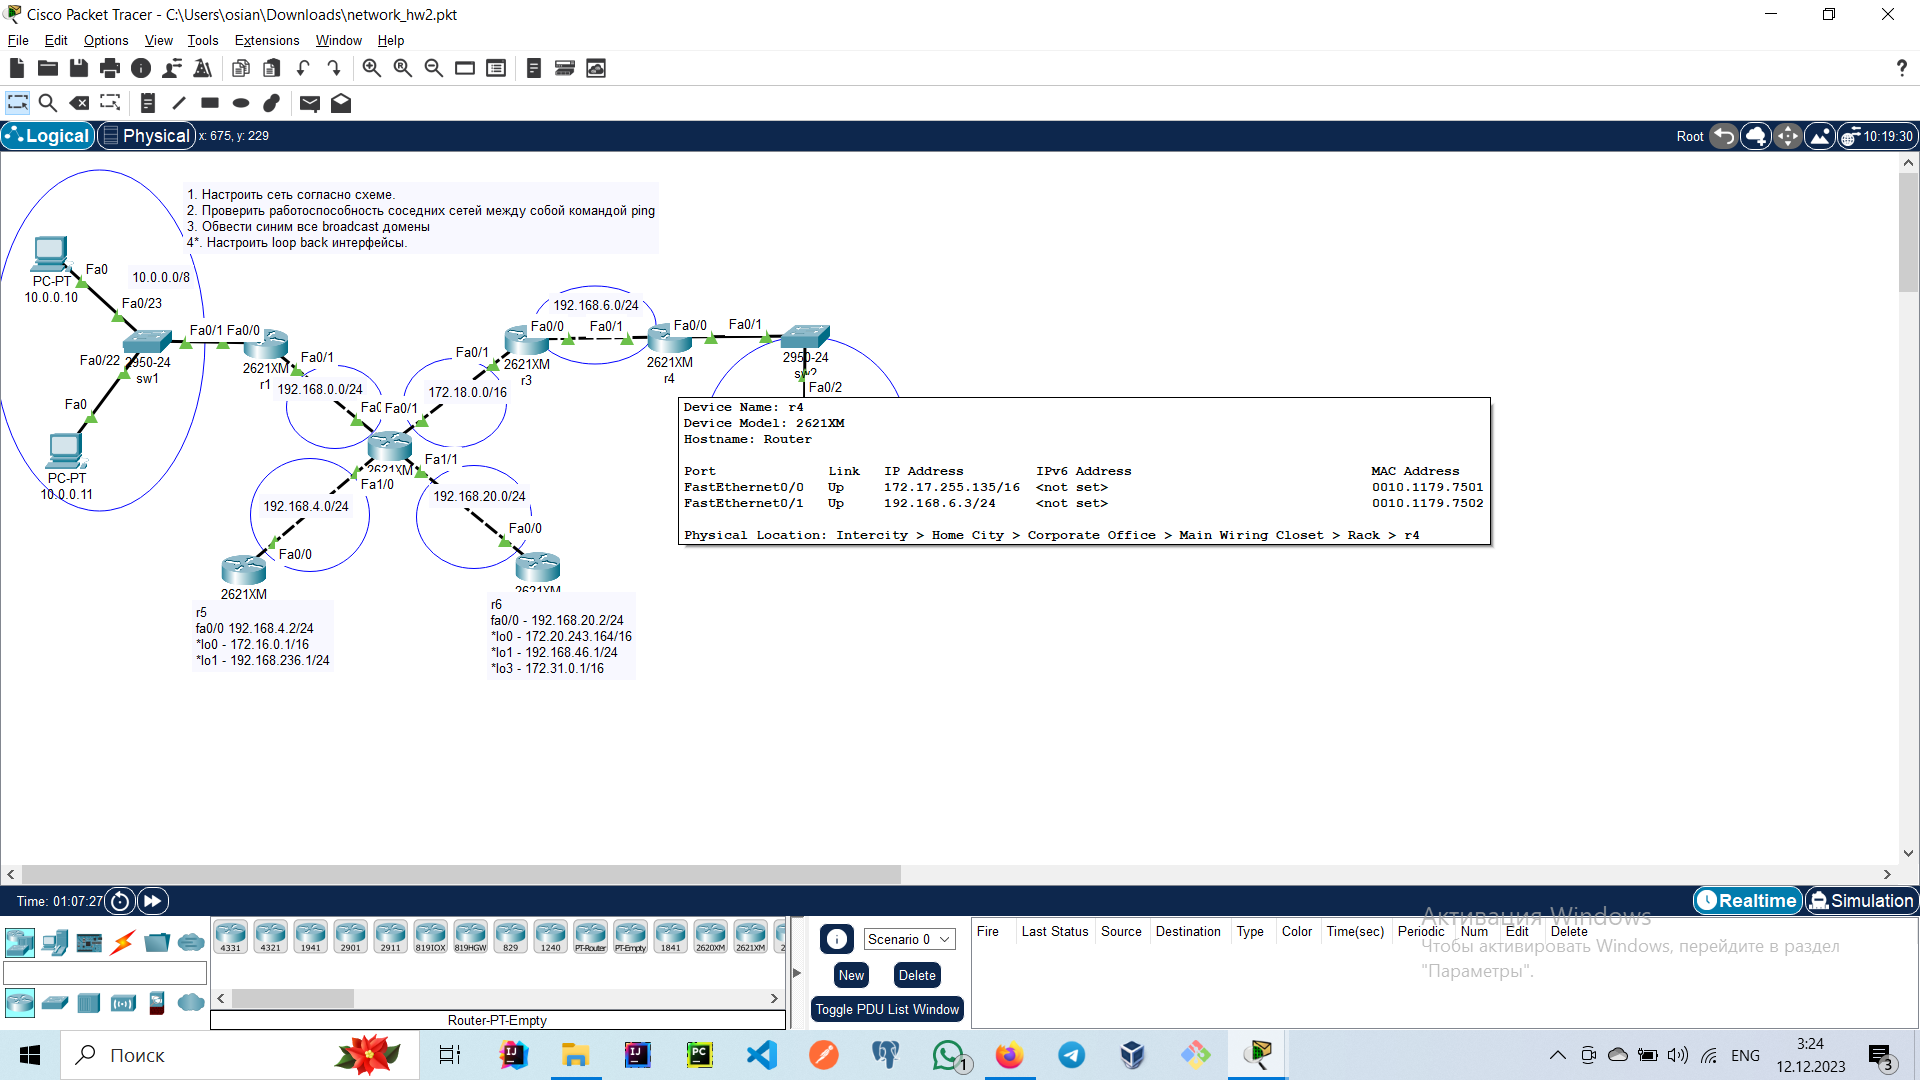 Cisco Packet Tracer - C:\Users\osian\Downloads\network_hw2.pkt
File Edit Options View Tools Extensions Window Help
?
Logical Physical x: 675, y: 229 Root 10:19:30
1. Настроить сеть согласно схеме.
2. Проверить работоспособность соседних сетей между собой командой ping
3. Обвести синим все broadcast домены
4*. Настроить loop back интерфейсы.
Fa0
10.0.0.0/8
PC-PT
10.0.0.10
Fa0/23
192.168.6.0/24
Fa0/1 Fa0/0
Fa0/0 Fa0/1 Fa0/0 Fa0/1
Fa0/22 2950-24
sw1
2621XM
r1
Fa0/1
Fa0/1
2621XM
r3
2621XM
r4
2950-24
Fa0/2
192.168.0.0/24
172.18.0.0/16
Fa0
Fa0/1
PC-PT
10.0.0.11
2621XM
Fa1/1
Fa1/0
192.168.4.0/24
192.168.20.0/24
Fa0/0
Fa0/0
2621XM
2621XM
r5
fa0/0 192.168.4.2/24
*lo0 - 172.16.0.1/16
*lo1 - 192.168.236.1/24
r6
fa0/0 - 192.168.20.2/24
*lo0 - 172.20.243.164/16
*lo1 - 192.168.46.1/24
*lo3 - 172.31.0.1/16
Device Name: r4
Device Model: 2621XM
Hostname: Router
Port Link IP Address IPv6 Address MAC Address
FastEthernet0/0 Up 172.17.255.135/16 <not set> 0010.1179.7501
FastEthernet0/1 Up 192.168.6.3/24 <not set> 0010.1179.7502
Physical Location: Intercity > Home City > Corporate Office > Main Wiring Closet > Rack > r4
Time: 01:07:27 Realtime Simulation
4331 4321 1941 2901 2911 819IOX 819HGW 829 1240 PT-Router PT-Empty 1841 2620XM 2621XM
Router-PT-Empty
Scenario 0
New Delete
Toggle PDU List Window
Fire Last Status Source Destination Type Color Time(sec) Periodic Num Edit Delete
Активация Windows
Чтобы активировать Windows, перейдите в раздел
"Параметры".
Поиск
1
ENG
3:24
12.12.2023
3